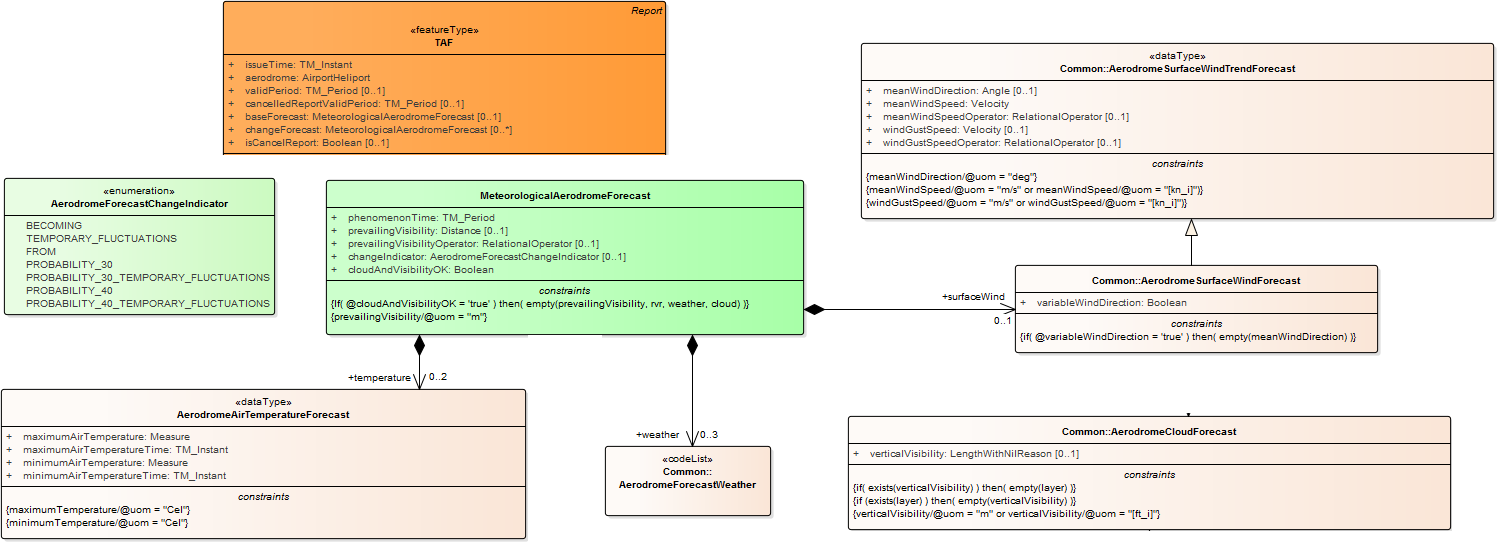 Report
«featureType»
TAF
+ issueTime: TM_Instant
+ aerodrome: AirportHeliport
+ validPeriod: TM_Period [0..1]
+ cancelledReportValidPeriod: TM_Period [0..1]
+ baseForecast: MeteorologicalAerodromeForecast [0..1]
+ changeForecast: MeteorologicalAerodromeForecast [0..*]
+ isCancelReport: Boolean [0..1]
«dataType»
Common::AerodromeSurfaceWindTrendForecast
+ meanWindDirection: Angle [0..1]
+ meanWindSpeed: Velocity
+ meanWindSpeedOperator: RelationalOperator [0..1]
+ windGustSpeed: Velocity [0..1]
+ windGustSpeedOperator: RelationalOperator [0..1]
constraints
{meanWindDirection/@uom = "deg"}
{meanWindSpeed/@uom = "m/s" or meanWindSpeed/@uom = "[kn_i]")}
{windGustSpeed/@uom = "m/s" or windGustSpeed/@uom = "[kn_i]")}
«enumeration»
AerodromeForecastChangeIndicator
BECOMING
TEMPORARY_FLUCTUATIONS
FROM
PROBABILITY_30
PROBABILITY_30_TEMPORARY_FLUCTUATIONS
PROBABILITY_40
PROBABILITY_40_TEMPORARY_FLUCTUATIONS
MeteorologicalAerodromeForecast
+ phenomenonTime: TM_Period
+ prevailingVisibility: Distance [0..1]
+ prevailingVisibilityOperator: RelationalOperator [0..1]
+ changeIndicator: AerodromeForecastChangeIndicator [0..1]
+ cloudAndVisibilityOK: Boolean
constraints
{If( @cloudAndVisibilityOK = 'true' ) then( empty(prevailingVisibility, rvr, weather, cloud) )}
{prevailingVisibility/@uom = "m"}
+surfaceWind
0..1
Common::AerodromeSurfaceWindForecast
+ variableWindDirection: Boolean
constraints
{if( @variableWindDirection = 'true' ) then( empty(meanWindDirection) )}
+temperature
0..2
«dataType»
AerodromeAirTemperatureForecast
+ maximumAirTemperature: Measure
+ maximumAirTemperatureTime: TM_Instant
+ minimumAirTemperature: Measure
+ minimumAirTemperatureTime: TM_Instant
constraints
{maximumTemperature/@uom = "Cel"}
{minimumTemperature/@uom = "Cel"}
+weather
0..3
«codeList»
Common::
AerodromeForecastWeather
Common::AerodromeCloudForecast
+ verticalVisibility: LengthWithNilReason [0..1]
constraints
{if( exists(verticalVisibility) ) then( empty(layer) )}
{if (exists(layer) ) then( empty(verticalVisibility) )}
{verticalVisibility/@uom = "m" or verticalVisibility/@uom = "[ft_i]"}